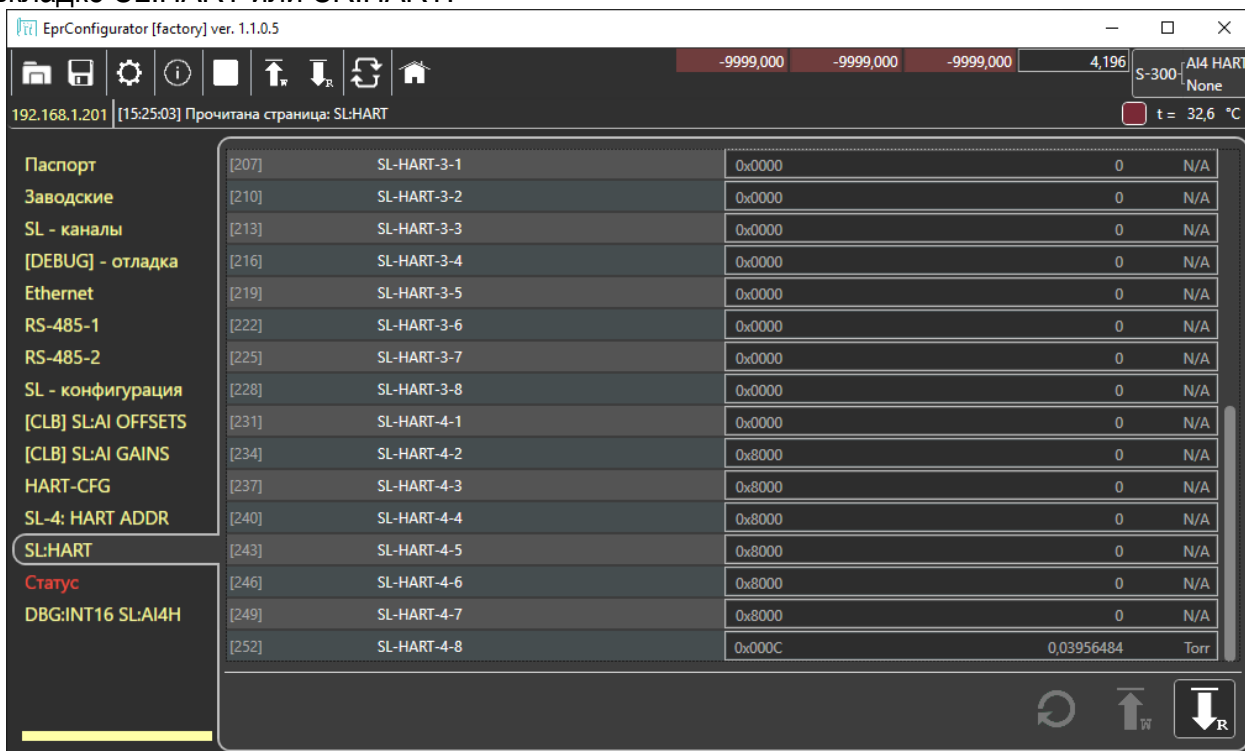 EprConfigurator [factory] ver. 1.1.0.5
-9999,000 -9999,000 -9999,000 4,196
S-300 AI4 HART
None
192.168.1.201 [15:25:03] Прочитана страница: SL:HART t = 32,6 °C
Паспорт [207] SL-HART-3-1 0x0000 0 N/A
Заводские [210] SL-HART-3-2 0x0000 0 N/A
SL - каналы [213] SL-HART-3-3 0x0000 0 N/A
[DEBUG] - отладка [216] SL-HART-3-4 0x0000 0 N/A
Ethernet [219] SL-HART-3-5 0x0000 0 N/A
RS-485-1 [222] SL-HART-3-6 0x0000 0 N/A
RS-485-2 [225] SL-HART-3-7 0x0000 0 N/A
SL - конфигурация [228] SL-HART-3-8 0x0000 0 N/A
[CLB] SL:AI OFFSETS [231] SL-HART-4-1 0x0000 0 N/A
[CLB] SL:AI GAINS [234] SL-HART-4-2 0x8000 0 N/A
HART-CFG [237] SL-HART-4-3 0x8000 0 N/A
SL-4: HART ADDR [240] SL-HART-4-4 0x8000 0 N/A
SL:HART [243] SL-HART-4-5 0x8000 0 N/A
Статус [246] SL-HART-4-6 0x8000 0 N/A
DBG:INT16 SL:AI4H [249] SL-HART-4-7 0x8000 0 N/A
[252] SL-HART-4-8 0x000C 0,03956484 Torr
W R